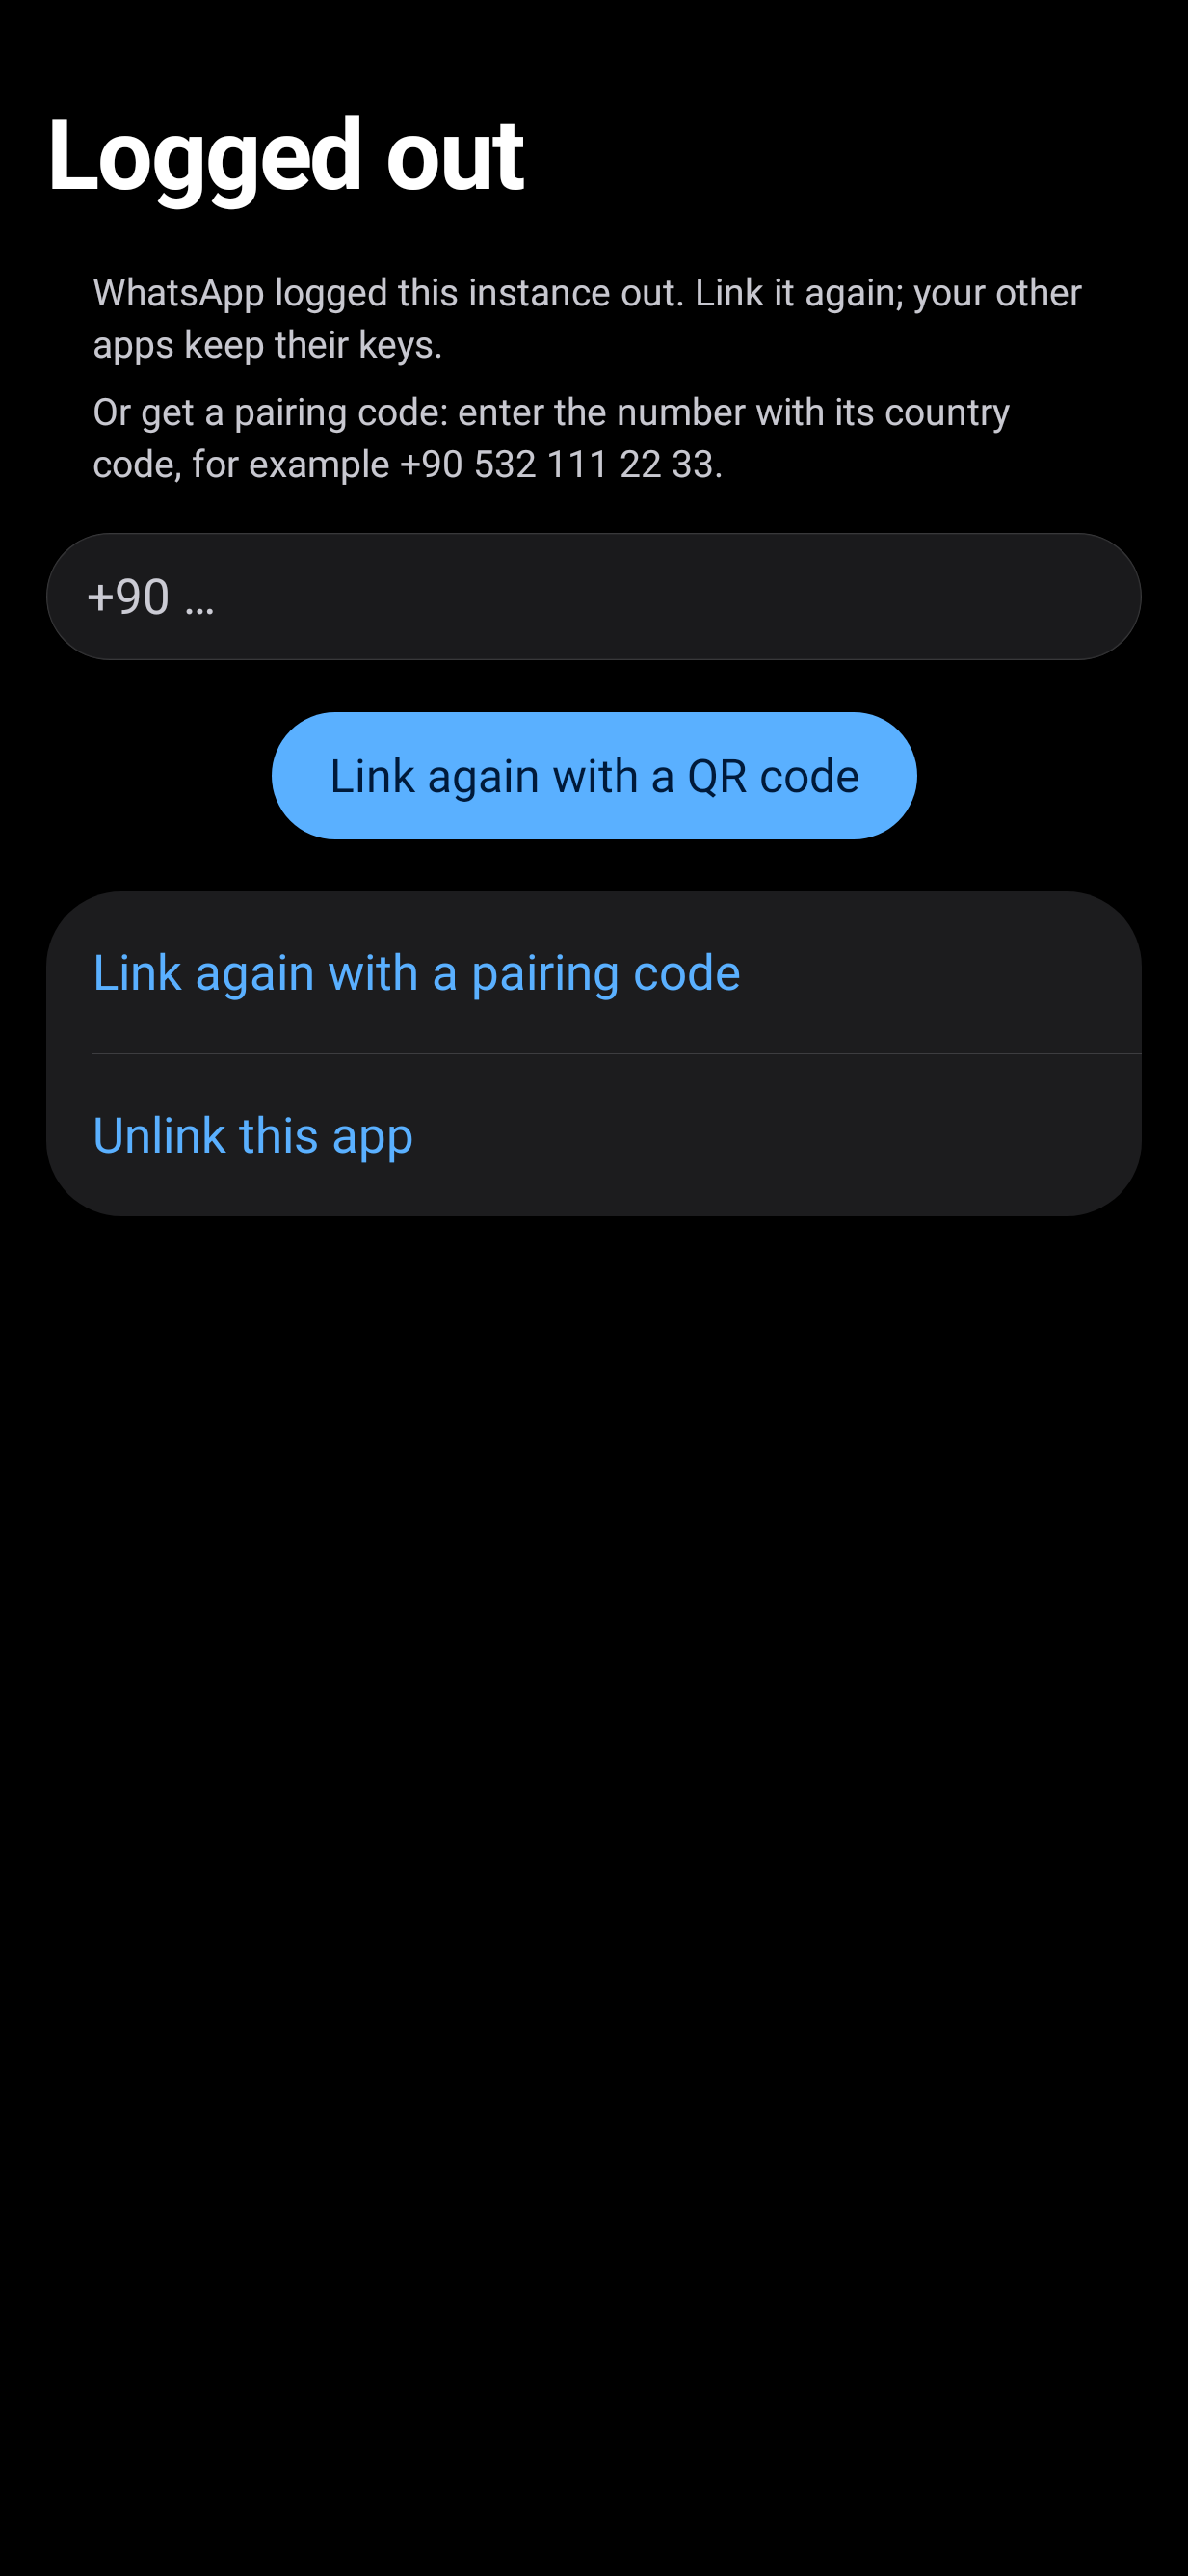 Logged out
WhatsApp logged this instance out. Link it again; your other
apps keep their keys.
Or get a pairing code: enter the number with its country
code, for example +90 532 111 22 33.
+90 …
Link again with a QR code
Link again with a pairing code
Unlink this app